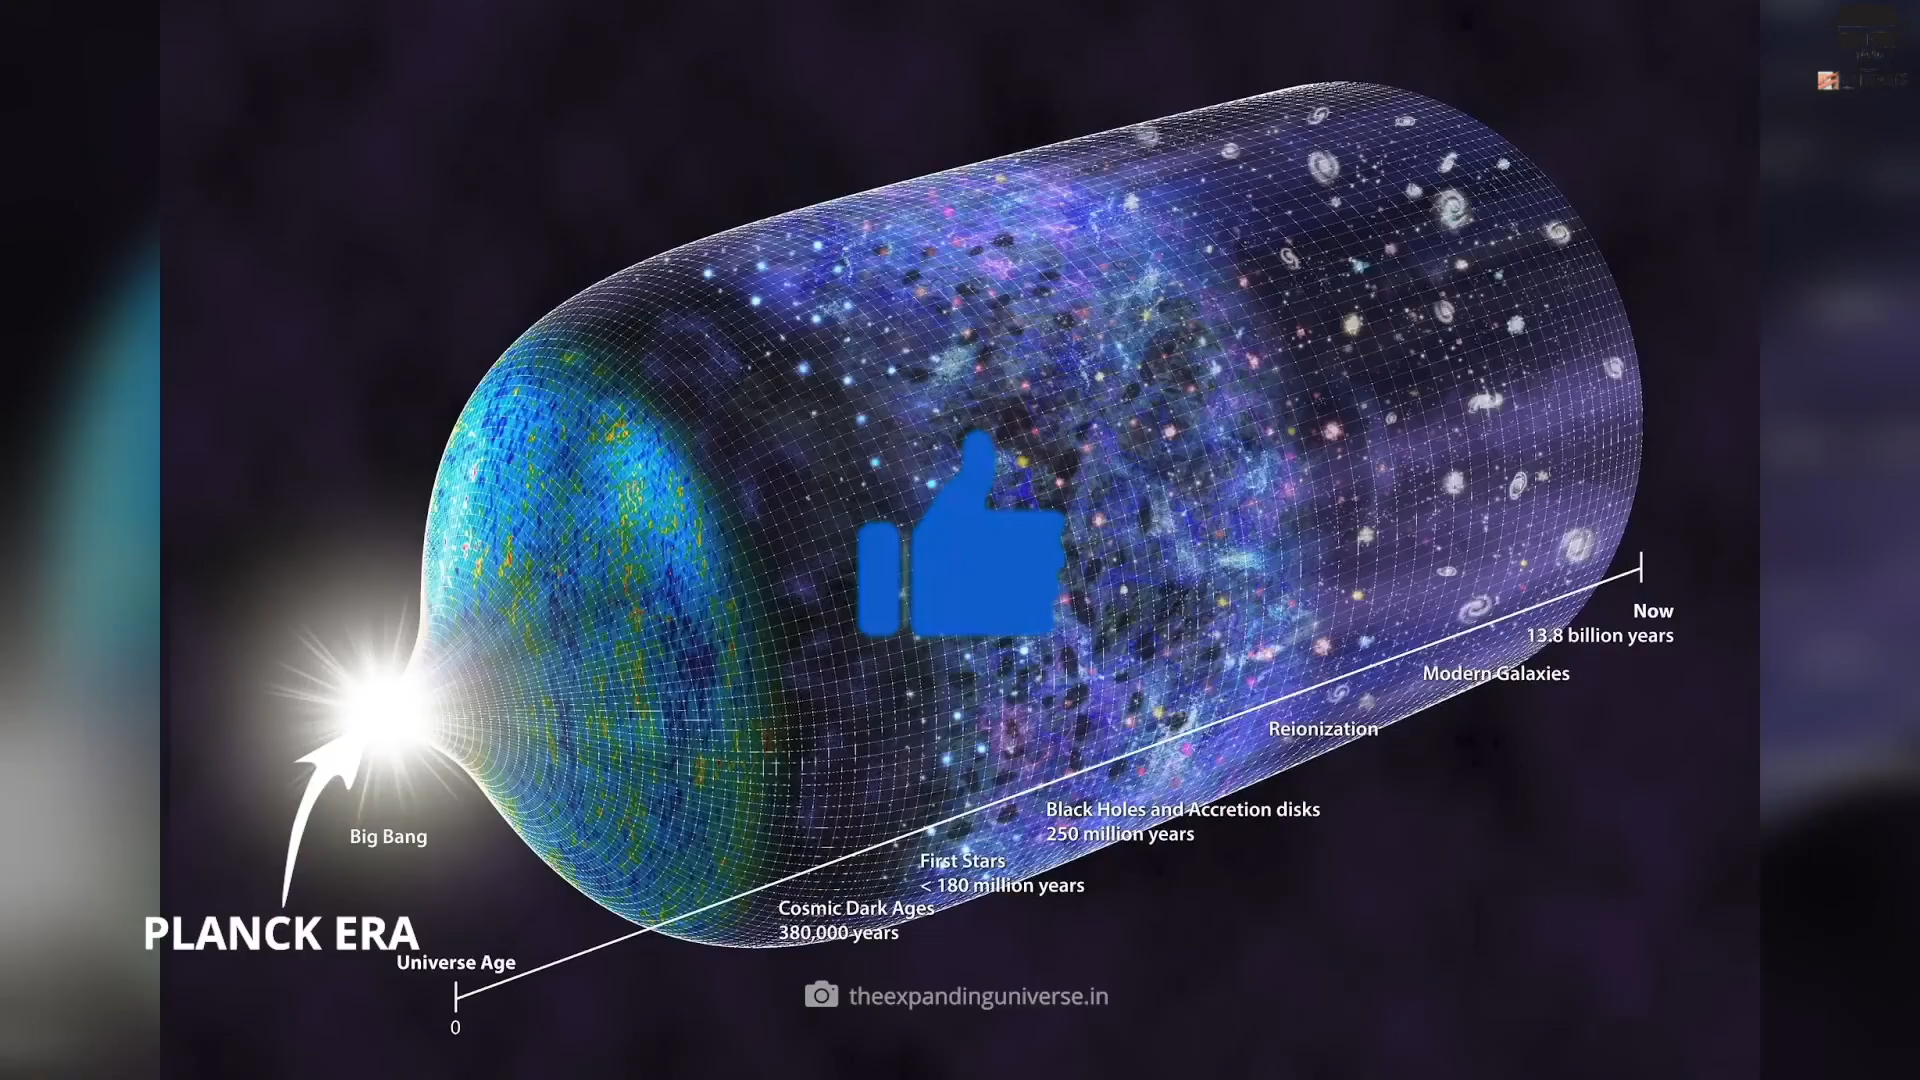 Now
13.8 billion years
Modern Galaxies
Reionization
Black Holes and Accretion disks
250 million years
First Stars
< 180 million years
Cosmic Dark Ages
380,000 years
Big Bang
PLANCK ERA
Universe Age
0
theexpandinguniverse.in